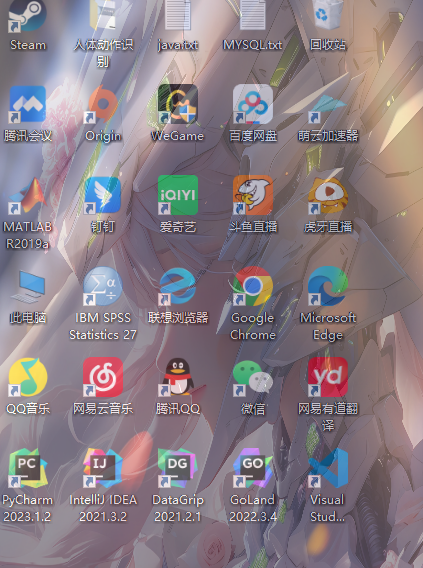 Steam
人体动作识
别
java.txt
MYSQL.txt
回收站
腾讯会议
Origin
WeGame
百度网盘
萌云加速器
MATLAB
R2019a
钉钉
iQIYI
爱奇艺
斗鱼直播
虎牙直播
此电脑
Σα
IBM SPSS
Statistics 27
联想浏览器
Google
Chrome
Microsoft
Edge
QQ音乐
网易云音乐
腾讯QQ
微信
yd
网易有道翻
译
PC
PyCharm
2023.1.2
IJ
IntelliJ IDEA
2021.3.2
DG
DataGrip
2021.2.1
GO
GoLand
2022.3.4
Visual
Stud...